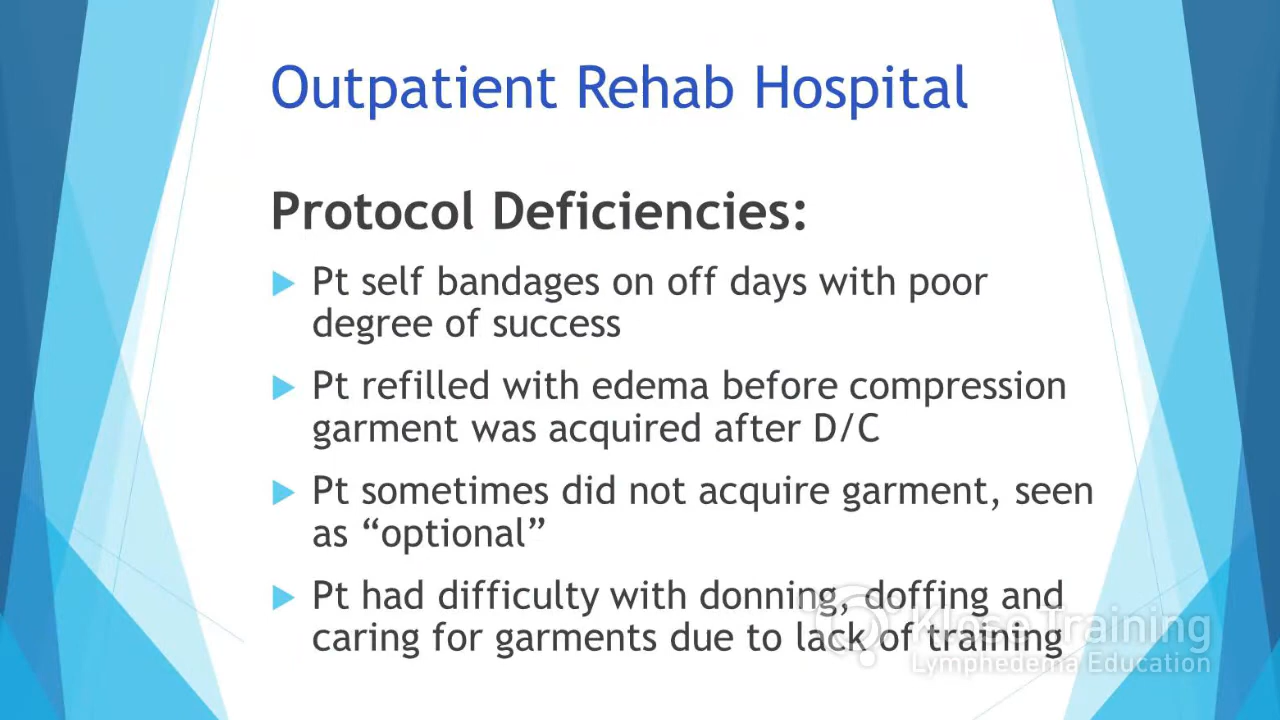 Outpatient Rehab Hospital
Protocol Deficiencies:
Pt self bandages on off days with poor
degree of success
Pt refilled with edema before compression
garment was acquired after D/C
Pt sometimes did not acquire garment, seen
as “optional”
Pt had difficulty with donning, doffing and
caring for garments due to lack of training
Klose Training
Lymphedema Education